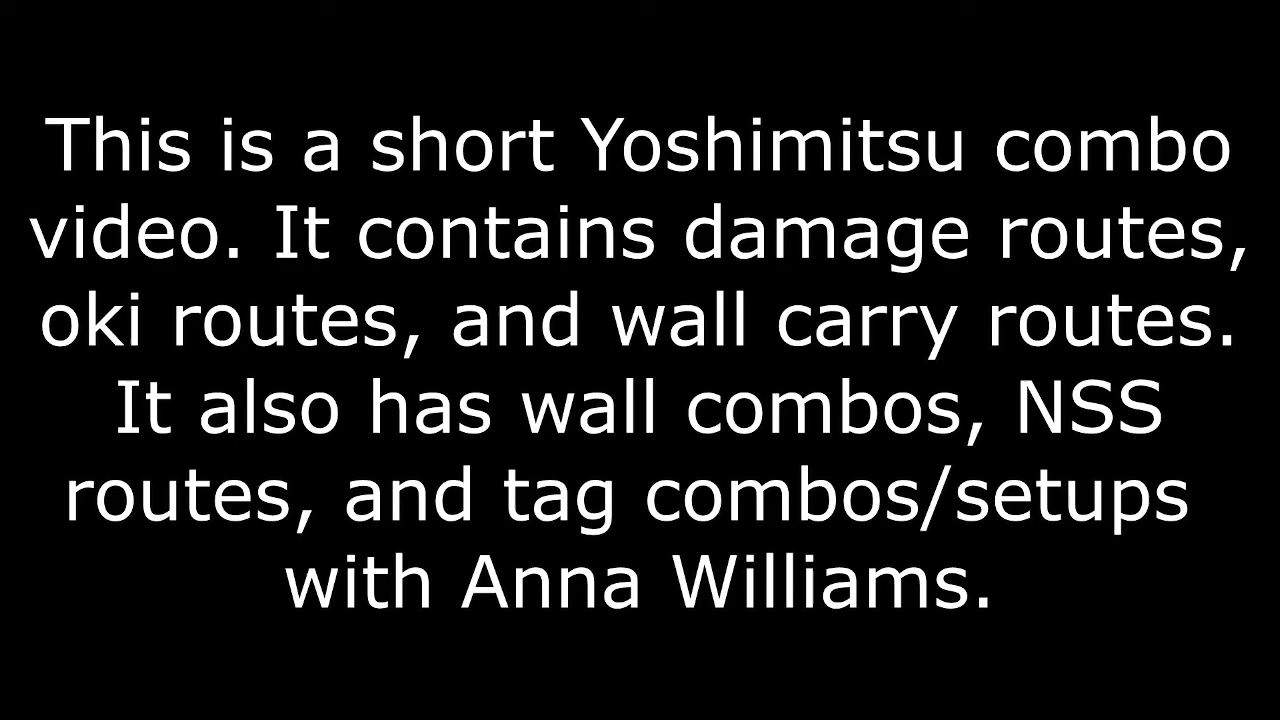 This is a short Yoshimitsu combo
video. It contains damage routes,
oki routes, and wall carry routes.
It also has wall combos, NSS
routes, and tag combos/setups
with Anna Williams.